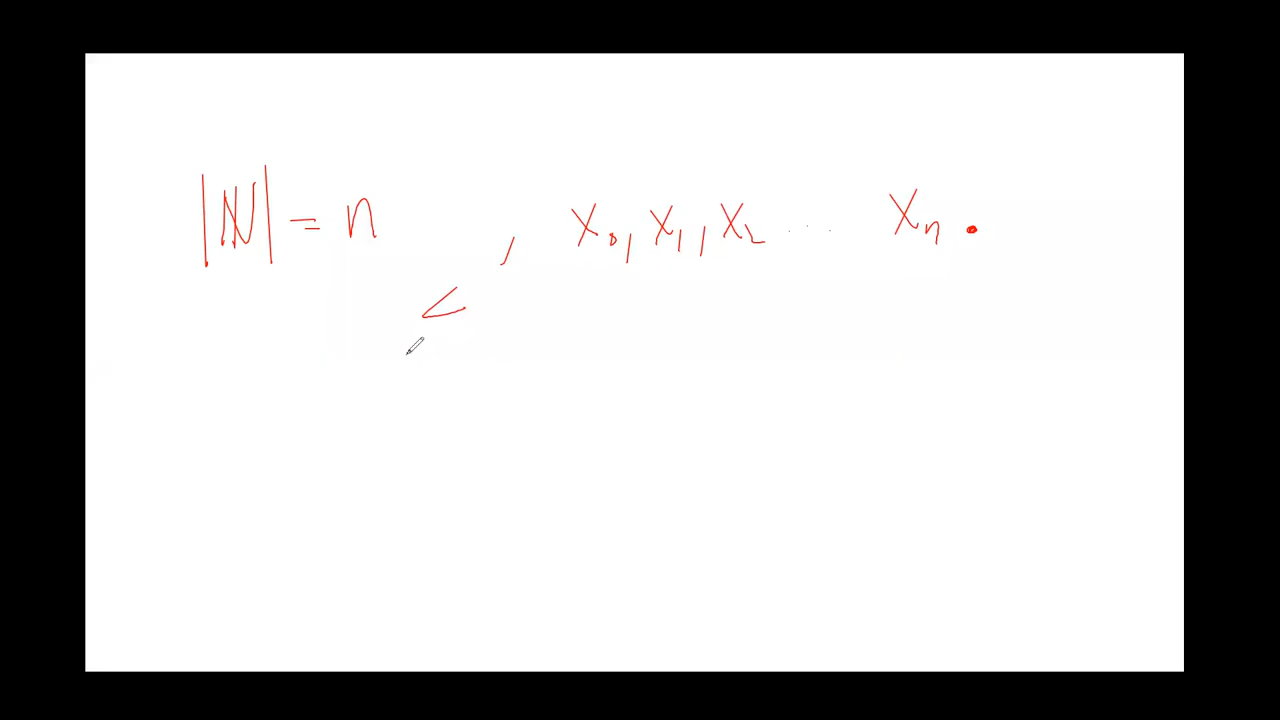 |ℕ| = n , x₀, x₁, x₂ ... xₙ .
<